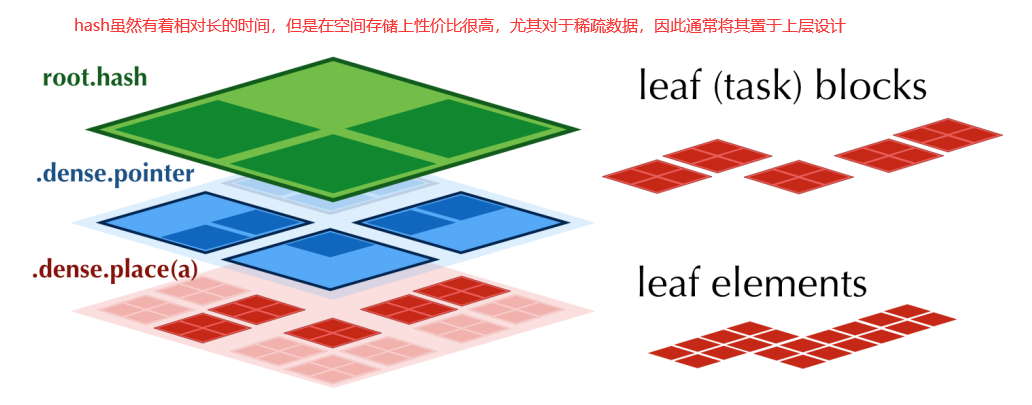 hash虽然有着相对长的时间，但是在空间存储上性价比很高，尤其对于稀疏数据，因此通常将其置于上层设计
root.hash
leaf (task) blocks
.dense.pointer
.dense.place(a)
leaf elements